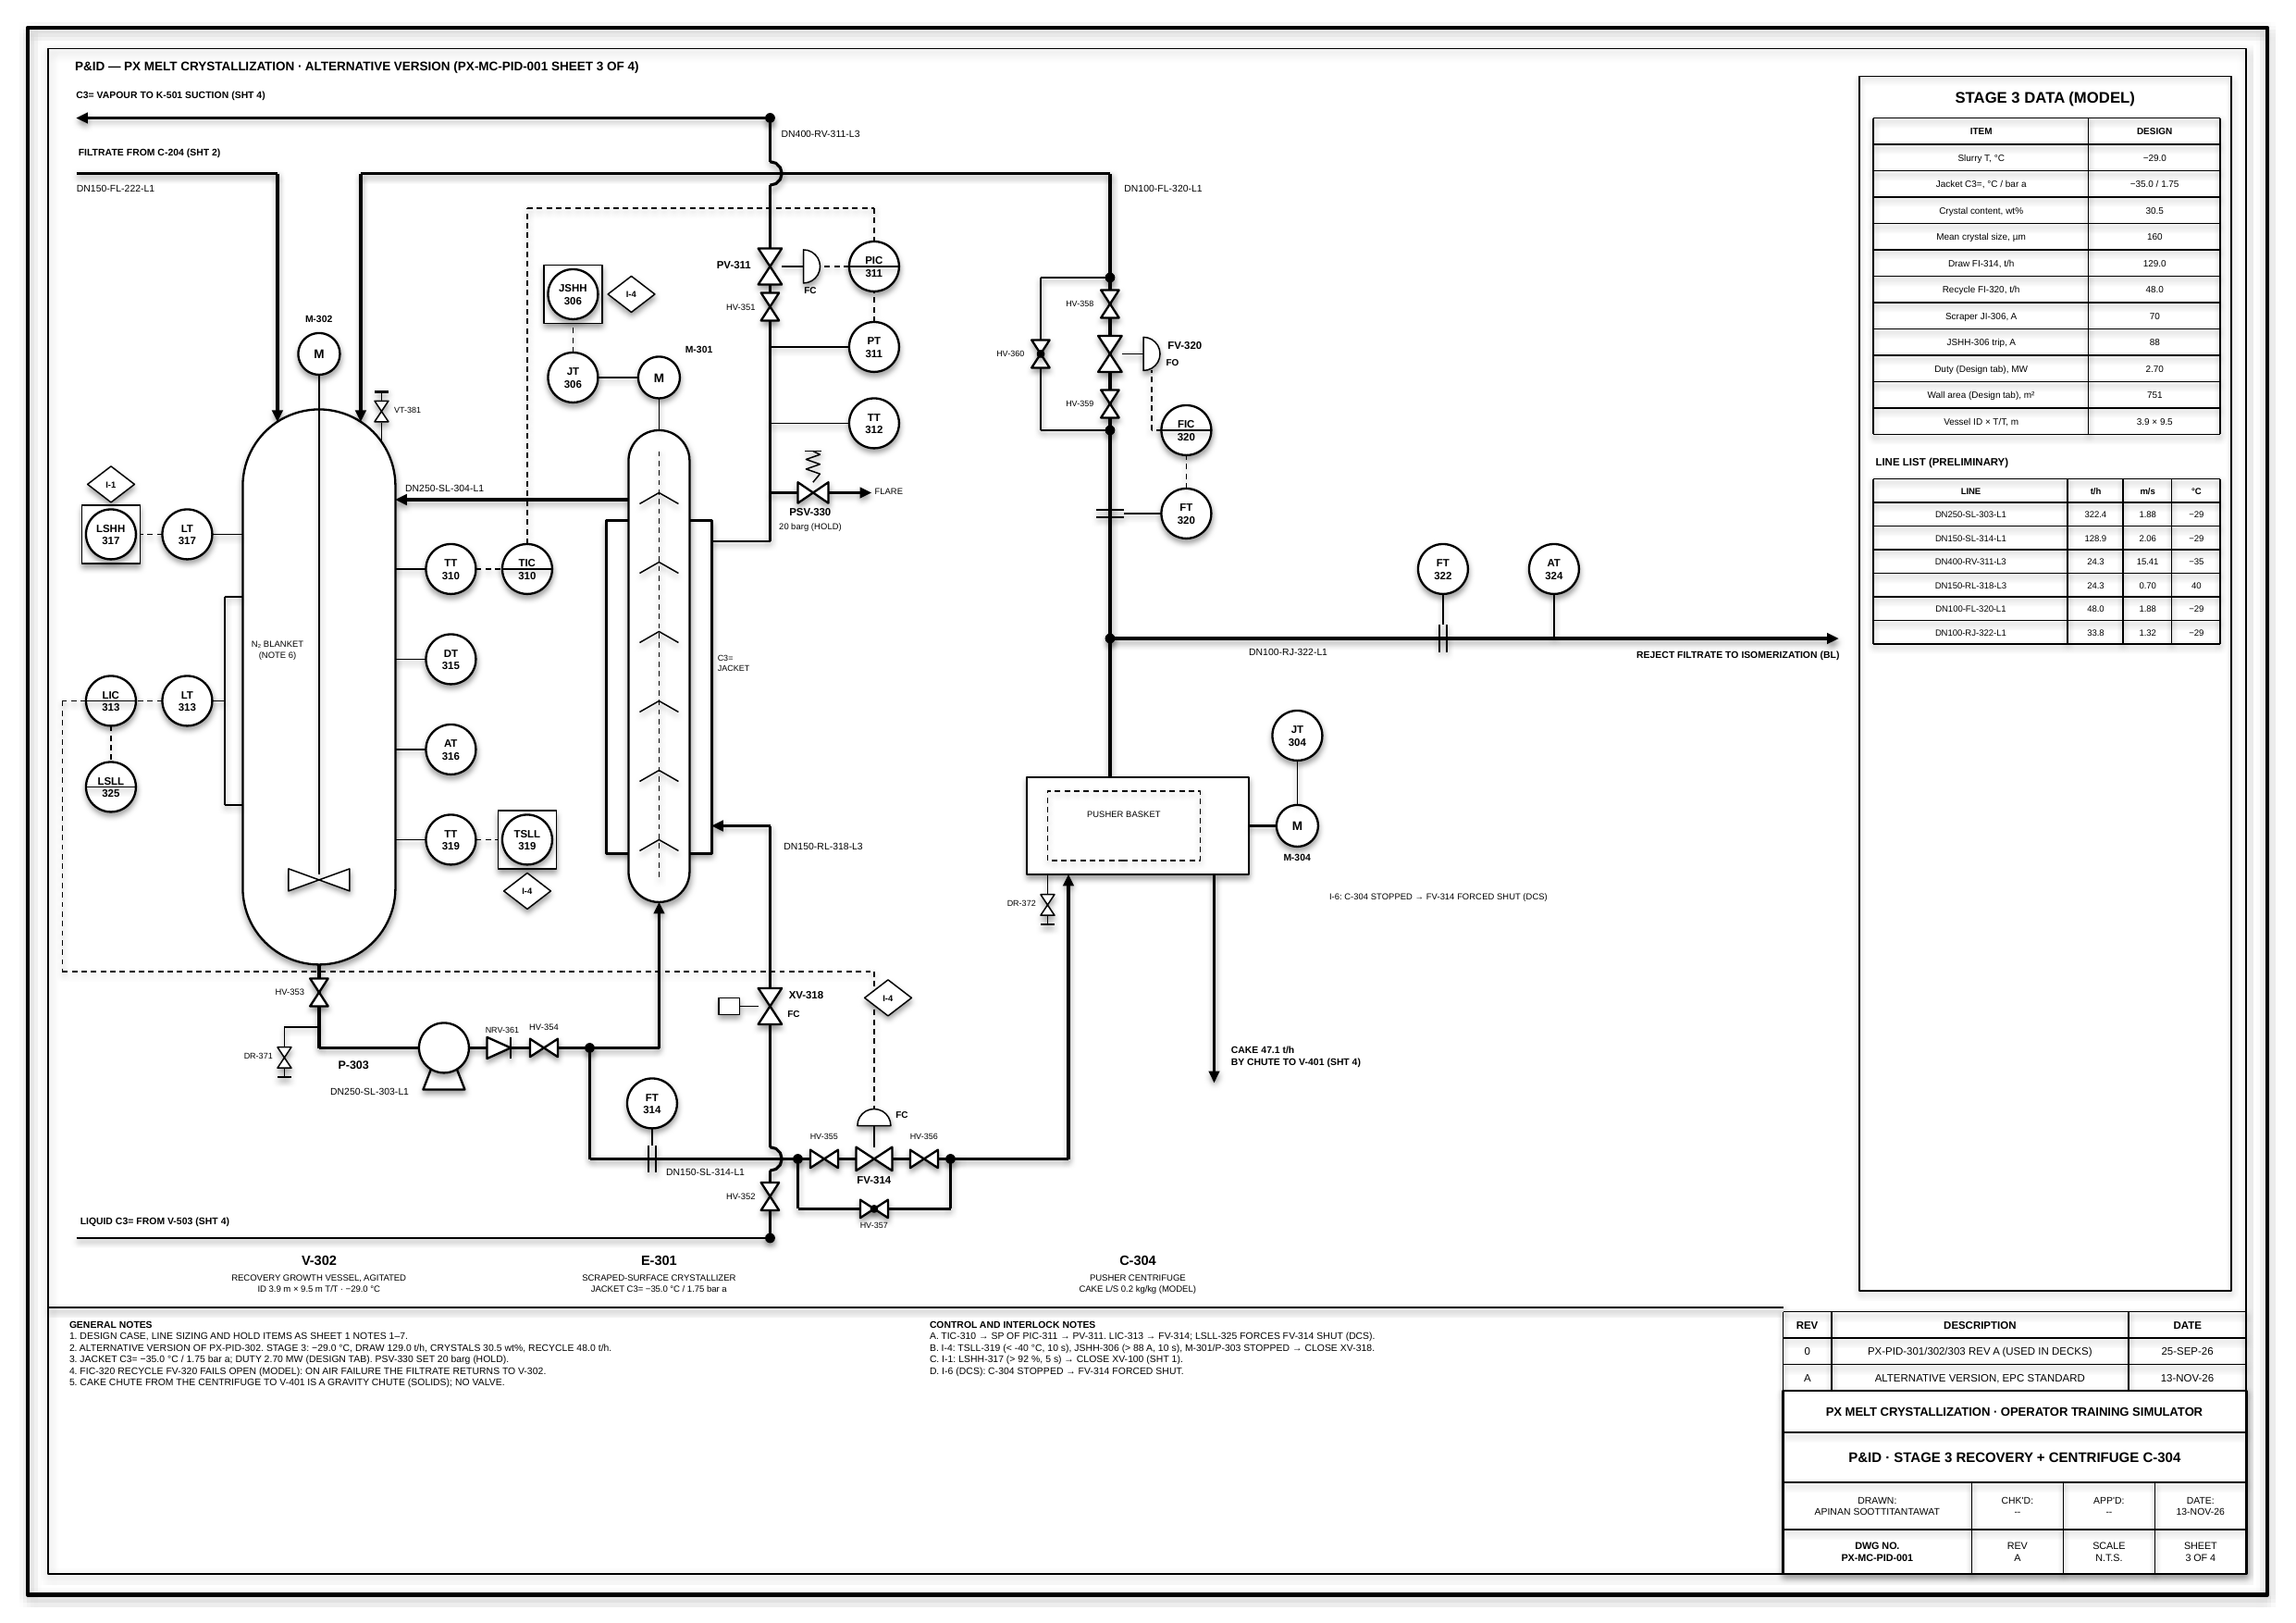 P&ID — PX MELT CRYSTALLIZATION · ALTERNATIVE VERSION (PX-MC-PID-001 SHEET 3 OF 4)
C3= VAPOUR TO K-501 SUCTION (SHT 4)
DN400-RV-311-L3
FILTRATE FROM C-204 (SHT 2)
DN150-FL-222-L1
DN100-FL-320-L1
PV-311
FC
PIC
311
HV-351
JSHH
306
I-4
M-302
M
M-301
JT
306
M
PT
311
TT
312
VT-381
HV-358
HV-360
FV-320
FO
HV-359
FIC
320
FT
320
I-1
LSHH
317
LT
317
DN250-SL-304-L1
FLARE
PSV-330
20 barg (HOLD)
TT
310
TIC
310
FT
322
AT
324
N₂ BLANKET
(NOTE 6)
DT
315
C3=
JACKET
DN100-RJ-322-L1
REJECT FILTRATE TO ISOMERIZATION (BL)
LIC
313
LT
313
AT
316
LSLL
325
JT
304
TT
319
TSLL
319
I-4
DN150-RL-318-L3
PUSHER BASKET
M
M-304
DR-372
I-6: C-304 STOPPED → FV-314 FORCED SHUT (DCS)
HV-353
XV-318
FC
I-4
DR-371
P-303
NRV-361
HV-354
DN250-SL-303-L1
CAKE 47.1 t/h
BY CHUTE TO V-401 (SHT 4)
FT
314
FC
HV-355
HV-356
DN150-SL-314-L1
FV-314
HV-352
HV-357
LIQUID C3= FROM V-503 (SHT 4)
V-302
RECOVERY GROWTH VESSEL, AGITATED
ID 3.9 m × 9.5 m T/T · −29.0 °C
E-301
SCRAPED-SURFACE CRYSTALLIZER
JACKET C3= −35.0 °C / 1.75 bar a
C-304
PUSHER CENTRIFUGE
CAKE L/S 0.2 kg/kg (MODEL)
STAGE 3 DATA (MODEL)
ITEM DESIGN
Slurry T, °C −29.0
Jacket C3=, °C / bar a −35.0 / 1.75
Crystal content, wt% 30.5
Mean crystal size, µm 160
Draw FI-314, t/h 129.0
Recycle FI-320, t/h 48.0
Scraper JI-306, A 70
JSHH-306 trip, A 88
Duty (Design tab), MW 2.70
Wall area (Design tab), m² 751
Vessel ID × T/T, m 3.9 × 9.5
LINE LIST (PRELIMINARY)
LINE t/h m/s °C
DN250-SL-303-L1 322.4 1.88 −29
DN150-SL-314-L1 128.9 2.06 −29
DN400-RV-311-L3 24.3 15.41 −35
DN150-RL-318-L3 24.3 0.70 40
DN100-FL-320-L1 48.0 1.88 −29
DN100-RJ-322-L1 33.8 1.32 −29
GENERAL NOTES
1. DESIGN CASE, LINE SIZING AND HOLD ITEMS AS SHEET 1 NOTES 1–7.
2. ALTERNATIVE VERSION OF PX-PID-302. STAGE 3: −29.0 °C, DRAW 129.0 t/h, CRYSTALS 30.5 wt%, RECYCLE 48.0 t/h.
3. JACKET C3= −35.0 °C / 1.75 bar a; DUTY 2.70 MW (DESIGN TAB). PSV-330 SET 20 barg (HOLD).
4. FIC-320 RECYCLE FV-320 FAILS OPEN (MODEL): ON AIR FAILURE THE FILTRATE RETURNS TO V-302.
5. CAKE CHUTE FROM THE CENTRIFUGE TO V-401 IS A GRAVITY CHUTE (SOLIDS); NO VALVE.
CONTROL AND INTERLOCK NOTES
A. TIC-310 → SP OF PIC-311 → PV-311. LIC-313 → FV-314; LSLL-325 FORCES FV-314 SHUT (DCS).
B. I-4: TSLL-319 (< -40 °C, 10 s), JSHH-306 (> 88 A, 10 s), M-301/P-303 STOPPED → CLOSE XV-318.
C. I-1: LSHH-317 (> 92 %, 5 s) → CLOSE XV-100 (SHT 1).
D. I-6 (DCS): C-304 STOPPED → FV-314 FORCED SHUT.
REV DESCRIPTION DATE
0 PX-PID-301/302/303 REV A (USED IN DECKS) 25-SEP-26
A ALTERNATIVE VERSION, EPC STANDARD 13-NOV-26
PX MELT CRYSTALLIZATION · OPERATOR TRAINING SIMULATOR
P&ID · STAGE 3 RECOVERY + CENTRIFUGE C-304
DRAWN: CHK'D: APP'D: DATE:
APINAN SOOTTITANTAWAT -- -- 13-NOV-26
DWG NO. REV SCALE SHEET
PX-MC-PID-001 A N.T.S. 3 OF 4